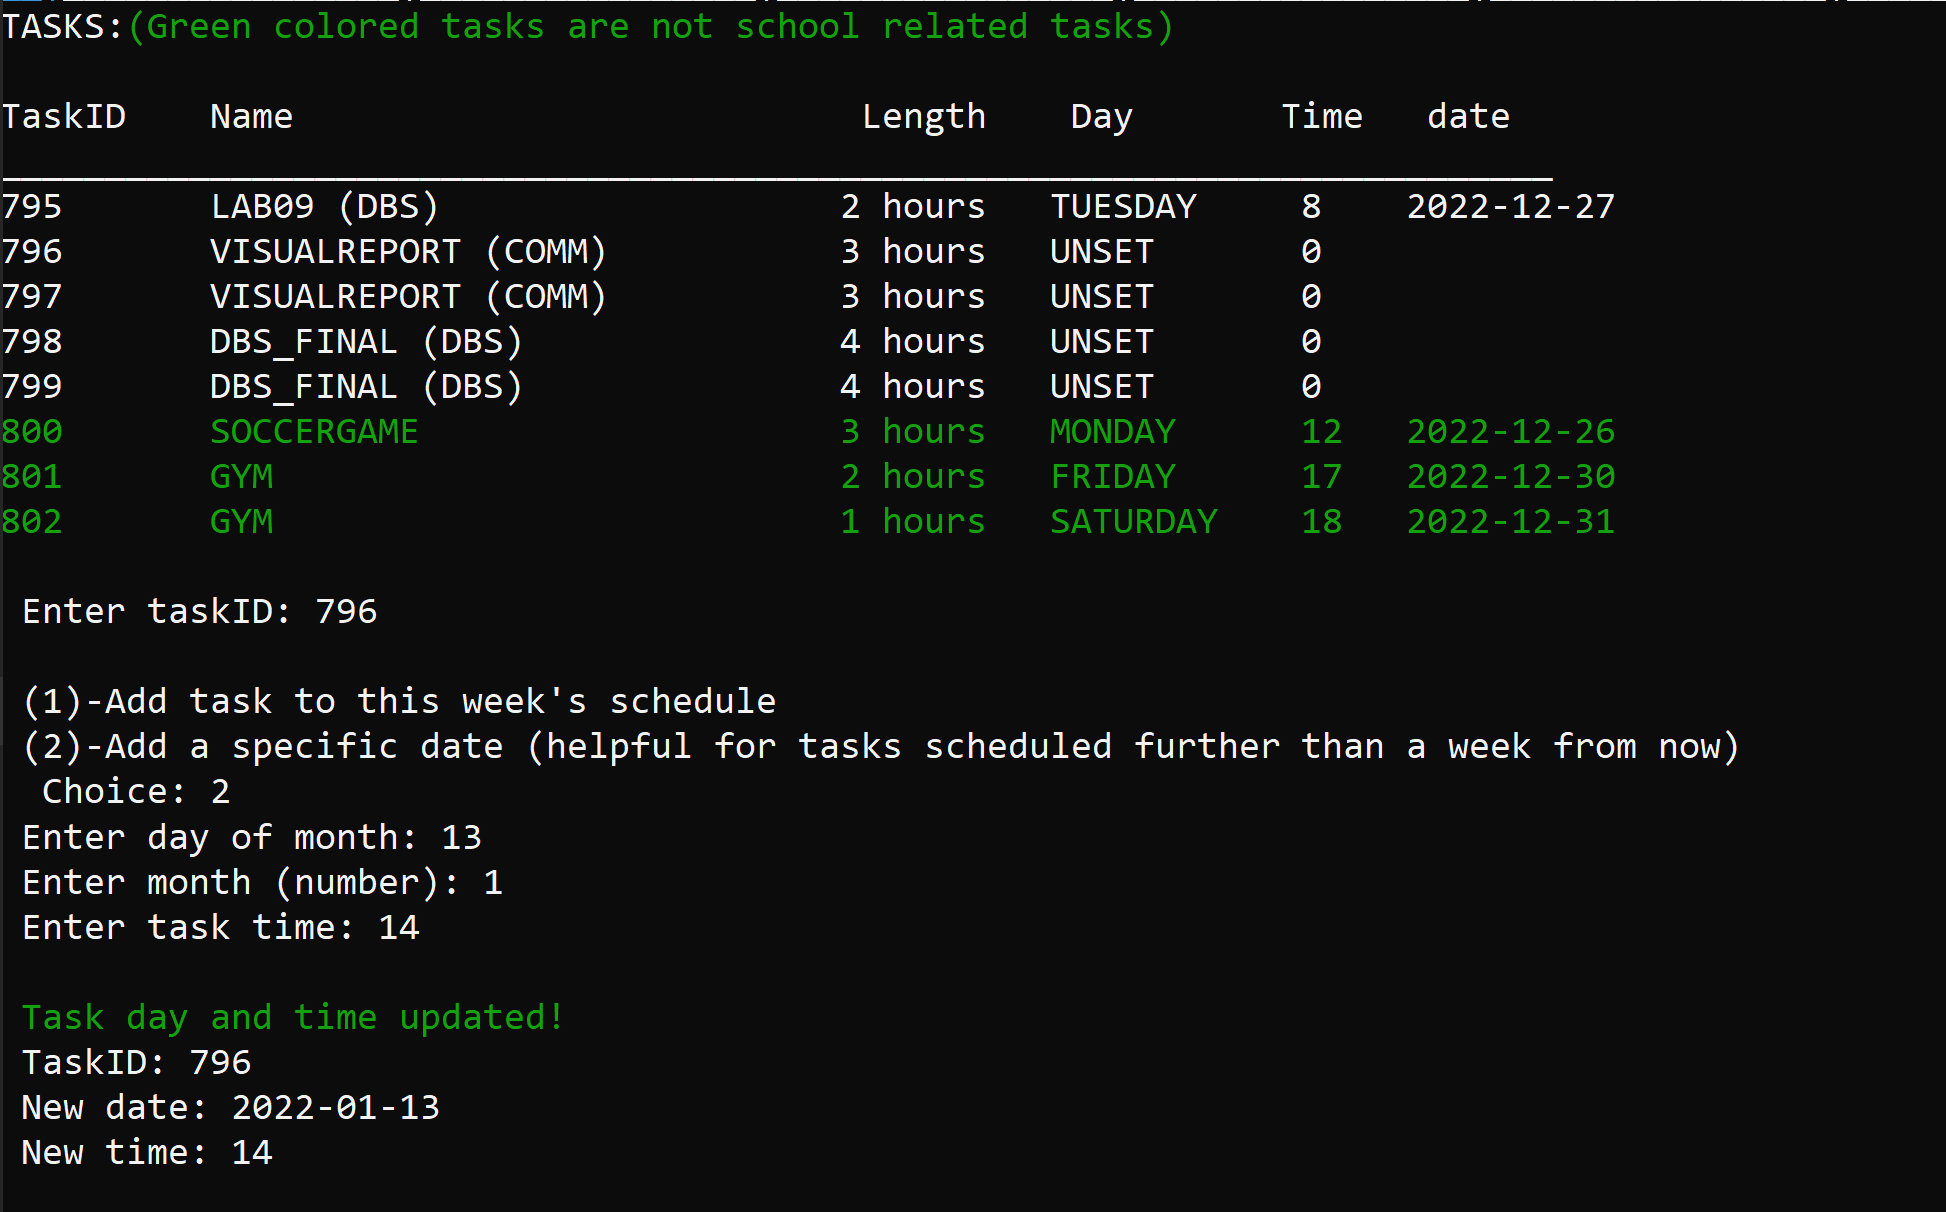 TASKS:(Green colored tasks are not school related tasks)
TaskID Name Length Day Time date
795 LAB09 (DBS) 2 hours TUESDAY 8 2022-12-27
796 VISUALREPORT (COMM) 3 hours UNSET 0
797 VISUALREPORT (COMM) 3 hours UNSET 0
798 DBS_FINAL (DBS) 4 hours UNSET 0
799 DBS_FINAL (DBS) 4 hours UNSET 0
800 SOCCERGAME 3 hours MONDAY 12 2022-12-26
801 GYM 2 hours FRIDAY 17 2022-12-30
802 GYM 1 hours SATURDAY 18 2022-12-31
Enter taskID: 796
(1)-Add task to this week's schedule
(2)-Add a specific date (helpful for tasks scheduled further than a week from now)
Choice: 2
Enter day of month: 13
Enter month (number): 1
Enter task time: 14
Task day and time updated!
TaskID: 796
New date: 2022-01-13
New time: 14